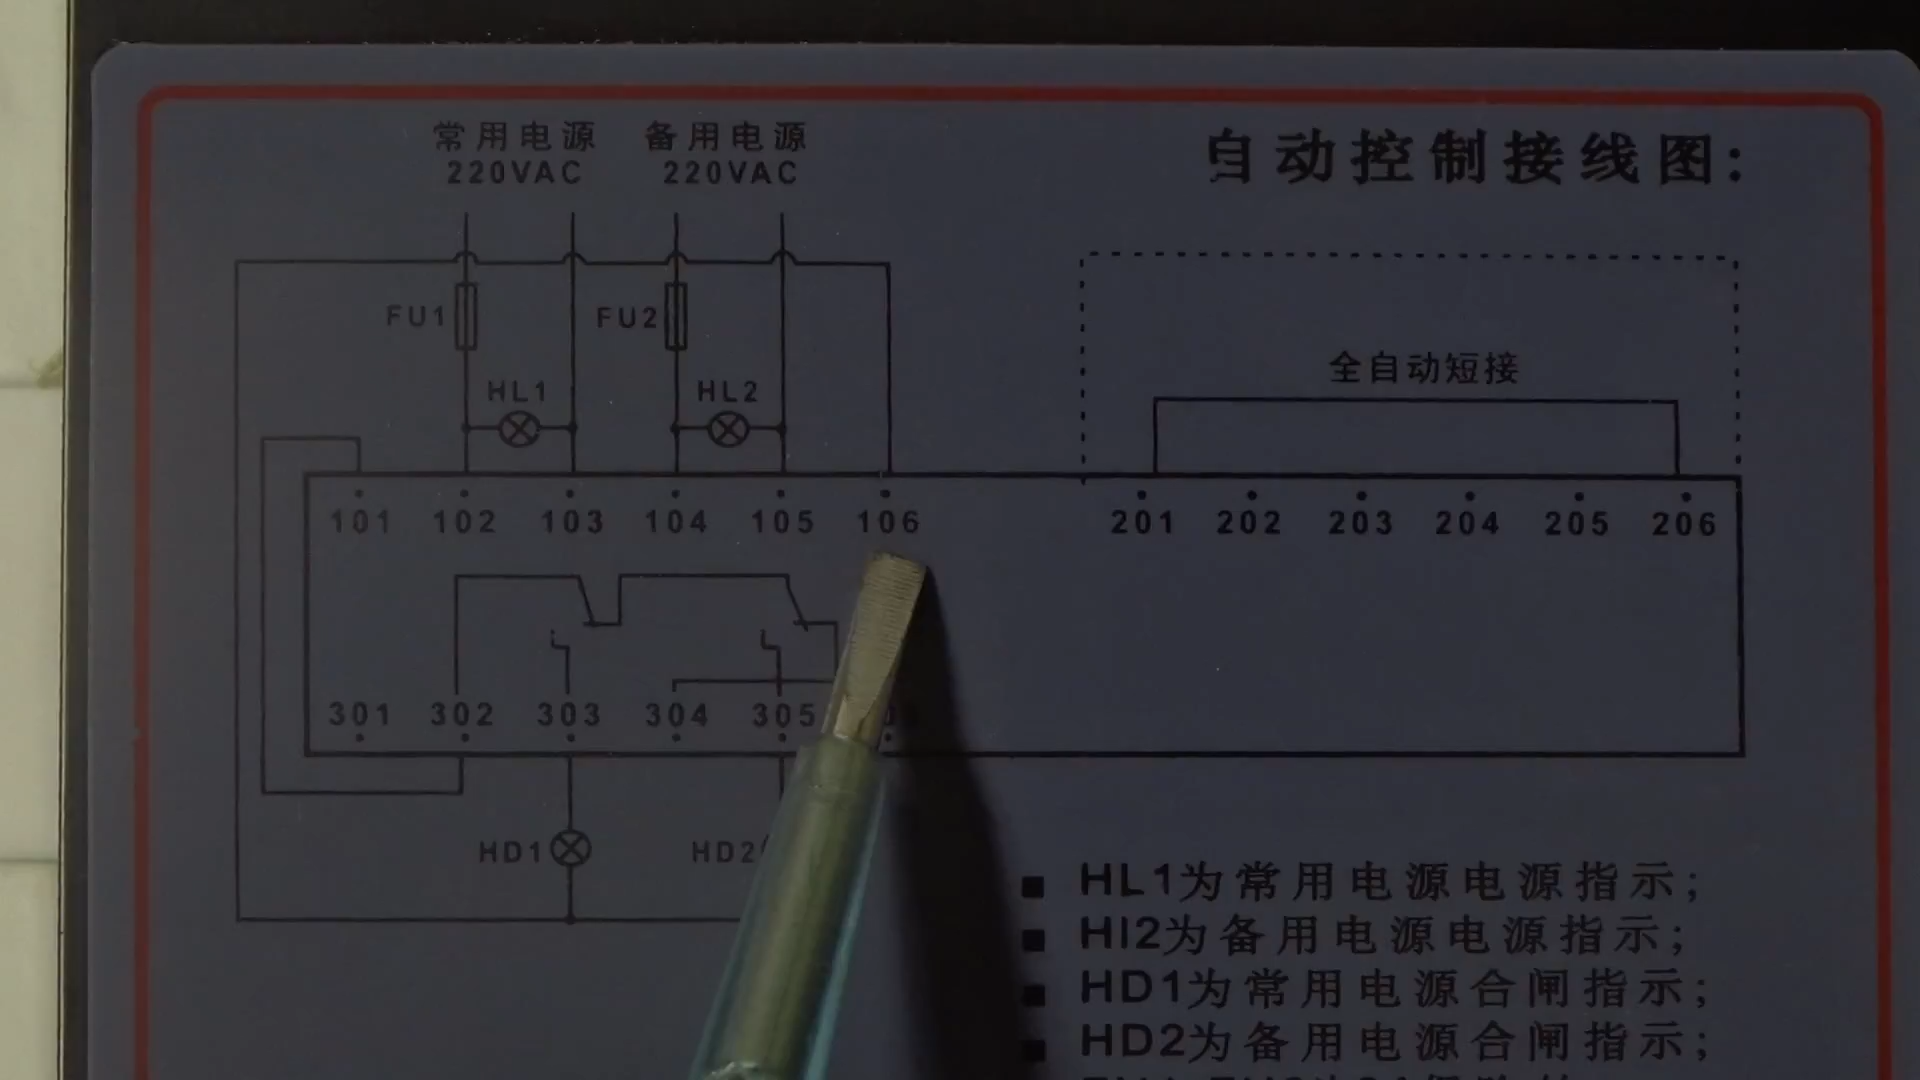 常用电源 备用电源
220VAC 220VAC
自动控制接线图:
FU1 FU2
全自动短接
HL1 HL2
101 102 103 104 105 106 201 202 203 204 205 206
301 302 303 304 305
HD1 HD2
■ HL1为常用电源电源指示;
■ HI2为备用电源电源指示;
■ HD1为常用电源合闸指示;
■ HD2为备用电源合闸指示;